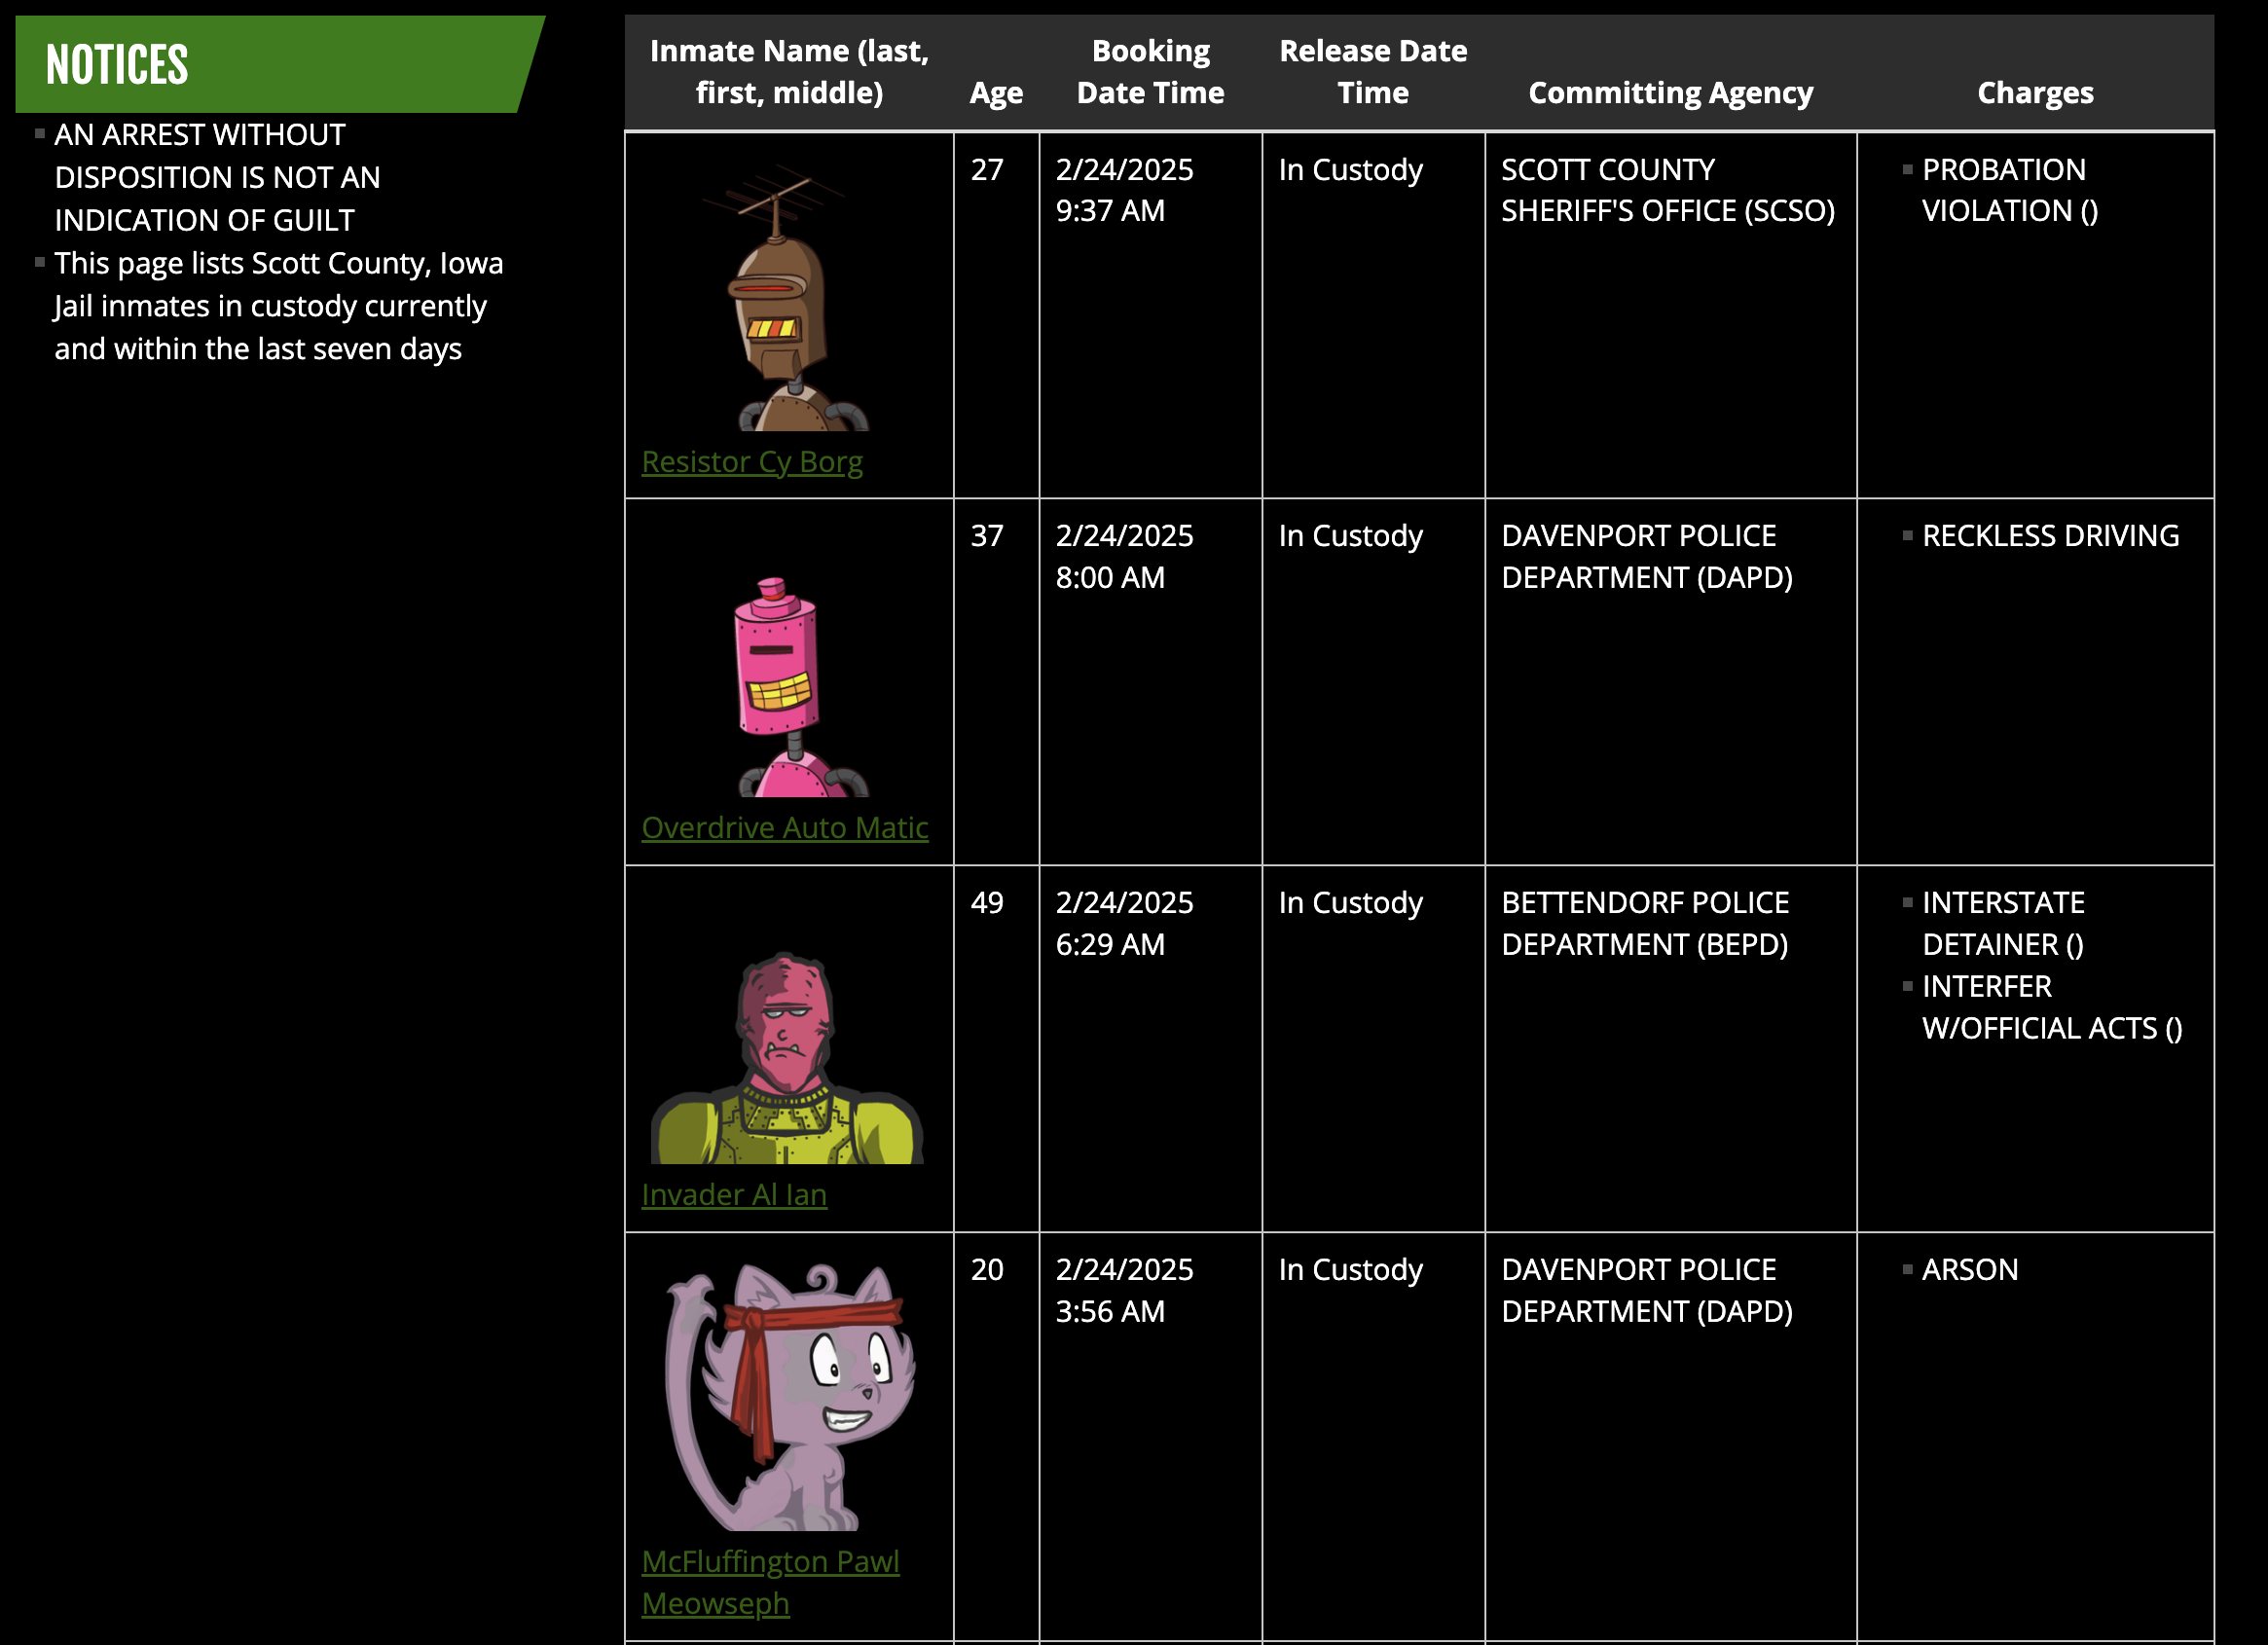 NOTICES
AN ARREST WITHOUT
DISPOSITION IS NOT AN
INDICATION OF GUILT
This page lists Scott County, Iowa
Jail inmates in custody currently
and within the last seven days
Inmate Name (last,
first, middle)
Age
Booking
Date Time
Release Date
Time
Committing Agency
Charges
Resistor Cy Borg
27
2/24/2025
9:37 AM
In Custody
SCOTT COUNTY
SHERIFF'S OFFICE (SCSO)
PROBATION
VIOLATION ()
Overdrive Auto Matic
37
2/24/2025
8:00 AM
In Custody
DAVENPORT POLICE
DEPARTMENT (DAPD)
RECKLESS DRIVING
Invader Al Ian
49
2/24/2025
6:29 AM
In Custody
BETTENDORF POLICE
DEPARTMENT (BEPD)
INTERSTATE
DETAINER ()
INTERFER
W/OFFICIAL ACTS ()
McFluffington Pawl
Meowseph
20
2/24/2025
3:56 AM
In Custody
DAVENPORT POLICE
DEPARTMENT (DAPD)
ARSON